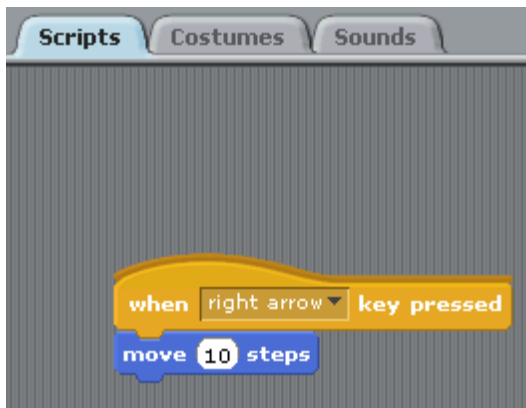 Scripts Costumes Sounds
when right arrow key pressed
move 10 steps